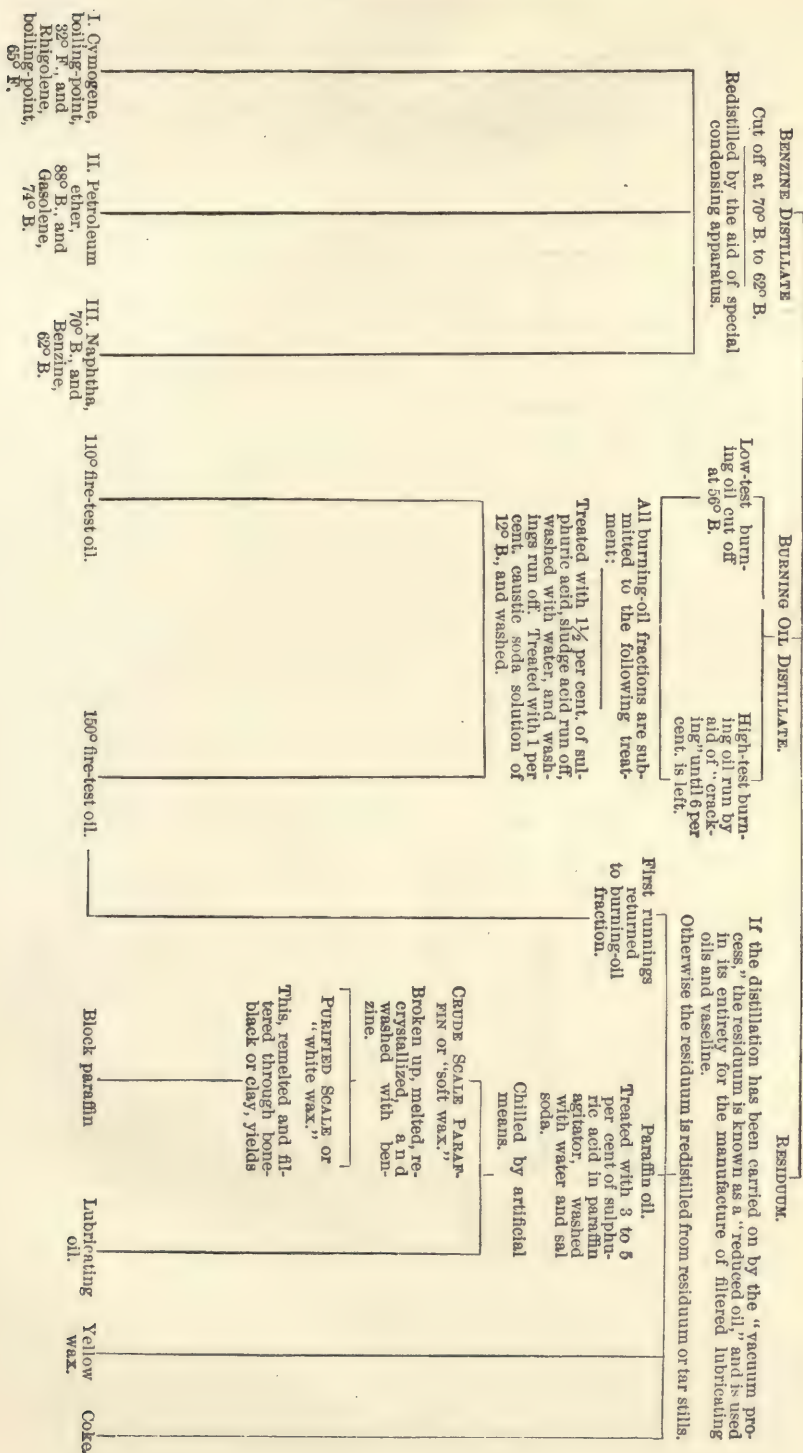 BENZINE DISTILLATE
Cut off at 70° B. to 62° B.
Redistilled by the aid of special
condensing apparatus.
I. Cymogene,
boiling-point,
32° F., and
Rhigolene,
boiling-point,
65° F.
II. Petroleum
ether,
88° B., and
Gasolene,
74° B.
III. Naphtha,
70° B., and
Benzine,
62° B.
BURNING OIL DISTILLATE.
Low-test burn-
ing oil cut off
at 56° B.
High-test burn-
ing oil run by
aid of "crack-
ing" until 6 per
cent. is left.
All burning-oil fractions are sub-
mitted to the following treat-
ment:
Treated with 1½ per cent. of sul-
phuric acid, sludge acid run off,
washed with water, and wash-
ings run off. Treated with 1 per
cent. caustic soda solution of
12° B., and washed.
110° fire-test oil.
150° fire-test oil.
RESIDUUM.
If the distillation has been carried on by the "vacuum pro-
cess," the residuum is known as a "reduced oil," and is used
in its entirety for the manufacture of filtered lubricating
oils and vaseline.
Otherwise the residuum is redistilled from residuum or tar stills.
First runnings
returned
to burning-oil
fraction.
Paraffin oil.
Treated with 3 to 5
per cent of sulphu-
ric acid in paraffin
agitator, washed
with water and sal
soda.
Chilled by artificial
means.
CRUDE SCALE PARAF-
FIN or "soft wax."
Broken up, melted, re-
crystallized, and
washed with ben-
zine.
PURIFIED SCALE or
"white wax."
This, remelted and fil-
tered through bone-
black or clay, yields
Block paraffin
Lubricating
oil.
Yellow
wax.
Coke.